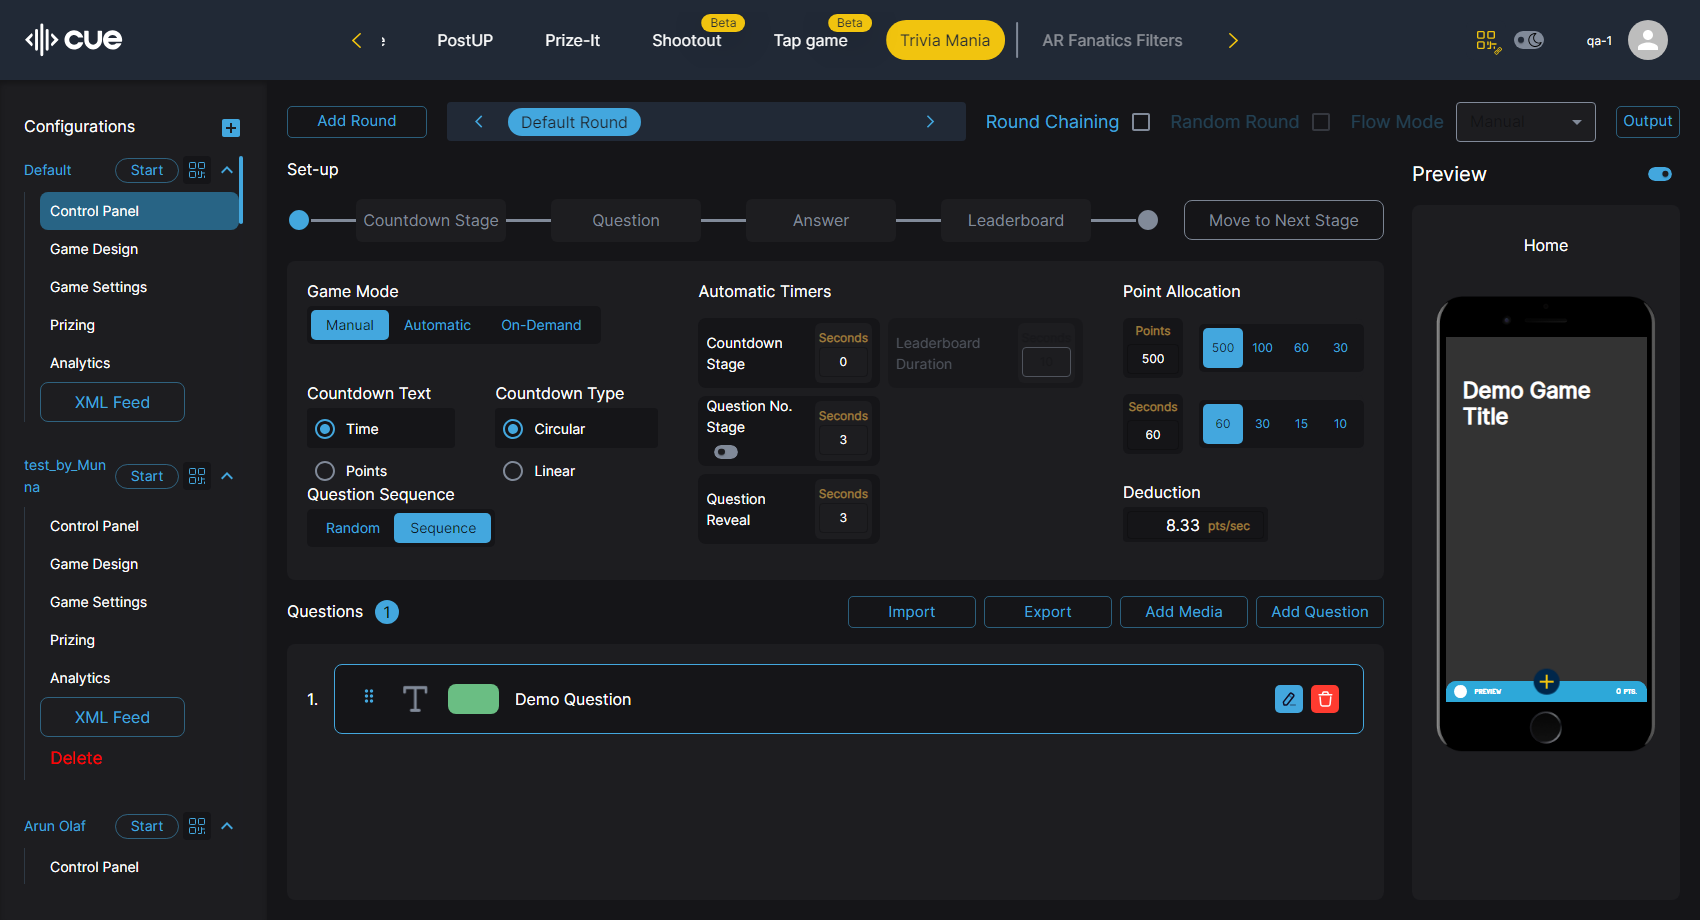 cue
PostUP
Prize-It
Beta
Shootout
Beta
Tap game
Trivia Mania
AR Fanatics Filters
qa-1
Configurations
Default
Start
Control Panel
Game Design
Game Settings
Prizing
Analytics
XML Feed
test_by_Mun
na
Start
Control Panel
Game Design
Game Settings
Prizing
Analytics
XML Feed
Delete
Arun Olaf
Start
Control Panel
Add Round
Default Round
Round Chaining
Random Round
Flow Mode
Manual
Output
Set-up
Countdown Stage
Question
Answer
Leaderboard
Move to Next Stage
Game Mode
Manual
Automatic
On-Demand
Countdown Text
Time
Points
Countdown Type
Circular
Linear
Question Sequence
Random
Sequence
Automatic Timers
Countdown
Stage
Seconds
0
Leaderboard
Duration
Question No.
Stage
Seconds
3
Question
Reveal
Seconds
3
Point Allocation
Points
500
500
100
60
30
Seconds
60
60
30
15
10
Deduction
8.33 pts/sec
Questions 1
Import
Export
Add Media
Add Question
1.
T
Demo Question
Preview
Home
Demo Game
Title
PREVIEW
0 PTS.